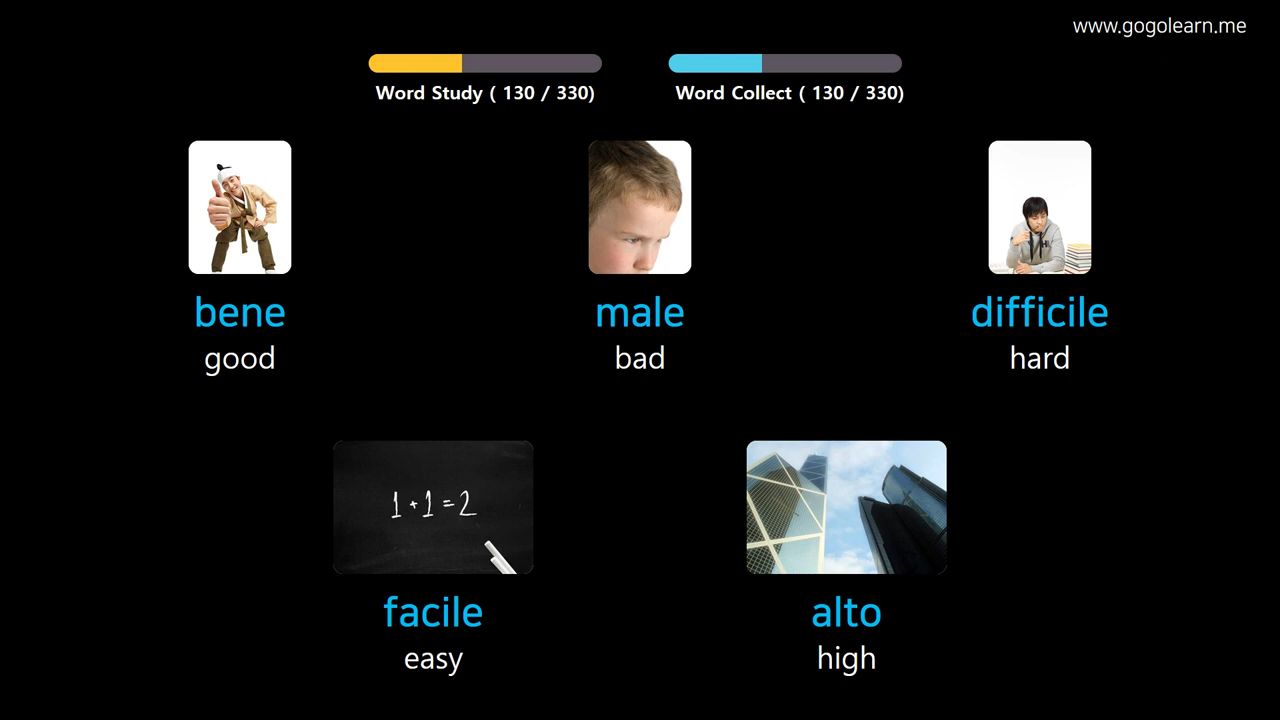 www.gogolearn.me
Word Study ( 130 / 330)
Word Collect ( 130 / 330)
bene
good
male
bad
difficile
hard
1+1=2
facile
easy
alto
high